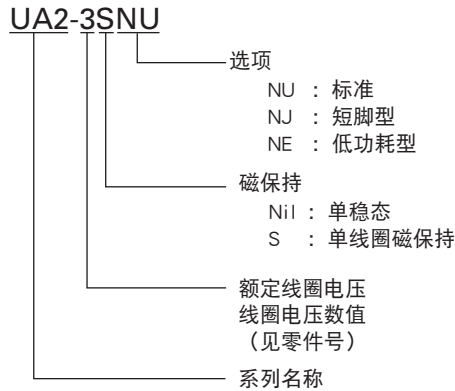 UA2-3SNU
选项
NU : 标准
NJ : 短脚型
NE : 低功耗型
磁保持
Nil : 单稳态
S : 单线圈磁保持
额定线圈电压
线圈电压数值
（见零件号）
系列名称